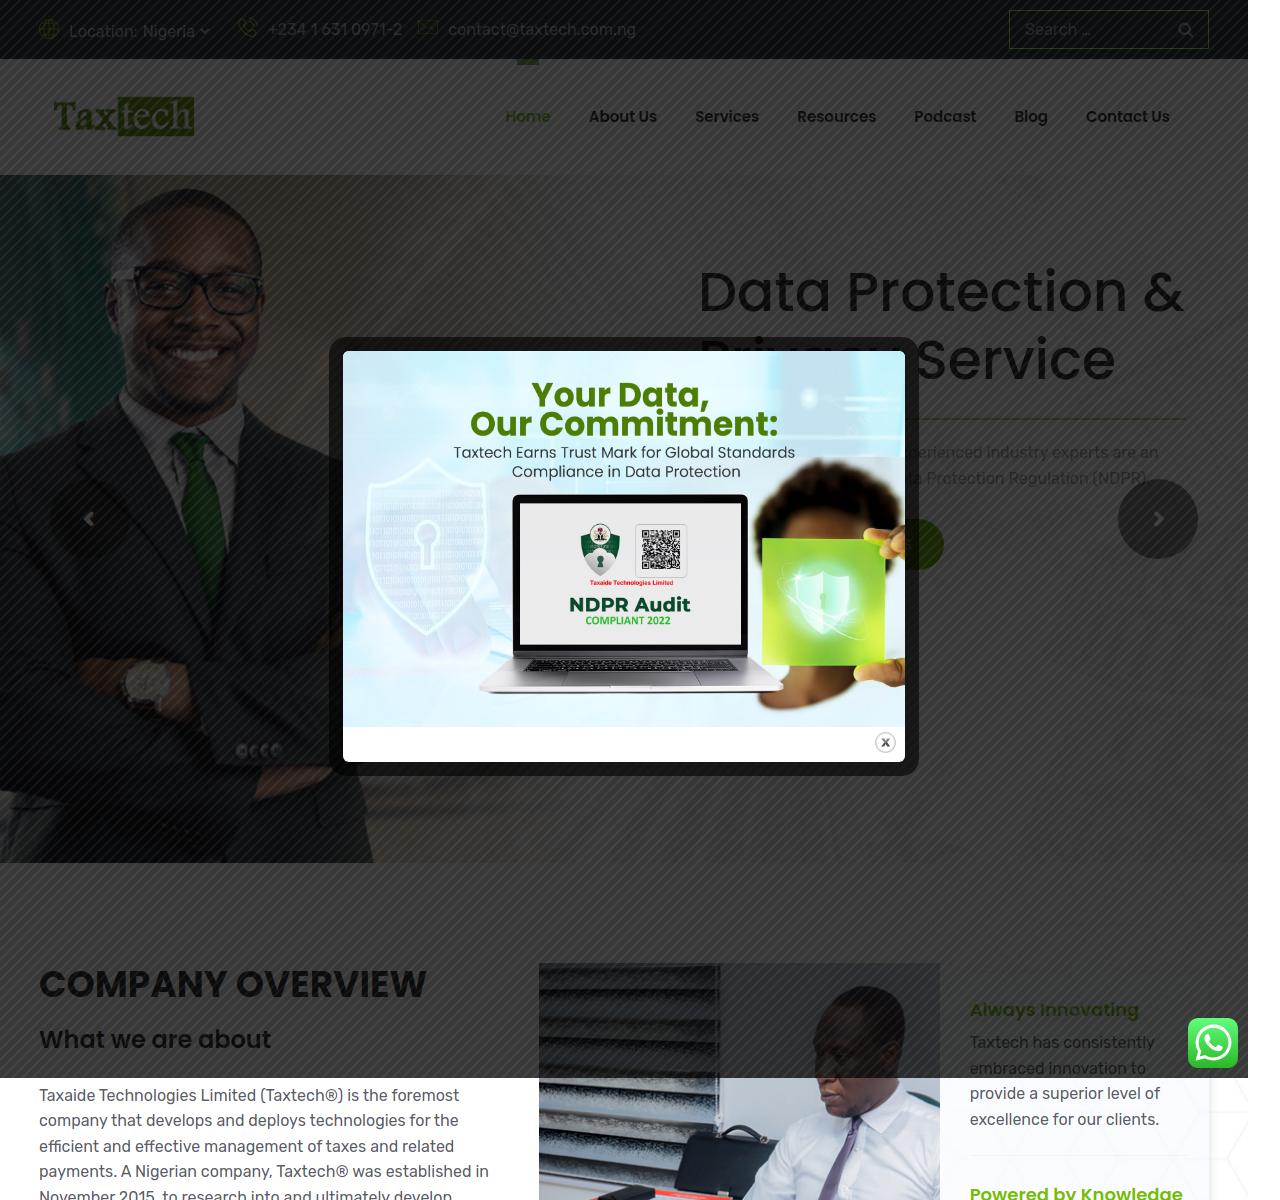 Location: Nigeria
+234 1 631 0971-2
contact@taxtech.com.ng
Search ...
Taxtech
Home
About Us
Services
Resources
Podcast
Blog
Contact Us
Data Protection &
Service
perienced industry experts are an
Protection Regulation (NDPR)
Your Data,
Our Commitment:
Taxtech Earns Trust Mark for Global Standards
Compliance in Data Protection
Taxaide Technologies Limited
NDPR Audit
COMPLIANT 2022
X
COMPANY OVERVIEW
What we are about
Taxaide Technologies Limited (Taxtech®) is the foremost
company that develops and deploys technologies for the
efficient and effective management of taxes and related
payments. A Nigerian company, Taxtech® was established in
November 2015, to research into and ultimately develop
Always Innovating
Taxtech has consistently
embraced innovation to
provide a superior level of
excellence for our clients.
Powered by Knowledge